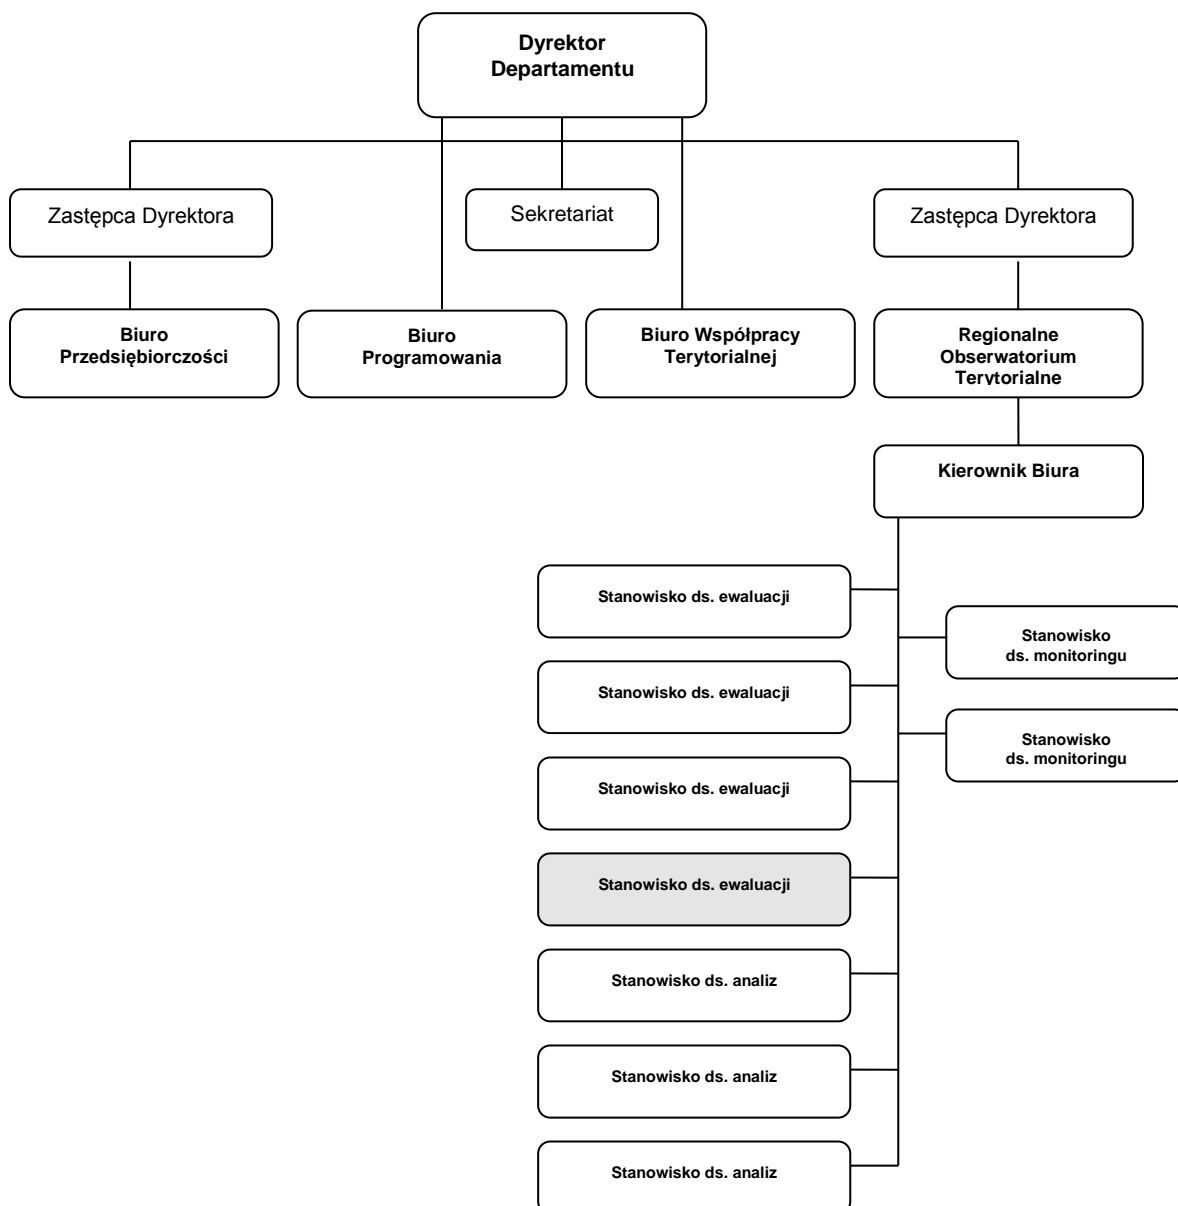 Dyrektor
Departamentu
Zastępca Dyrektora
Sekretariat
Zastępca Dyrektora
Biuro
Przedsiębiorczości
Biuro
Programowania
Biuro Współpracy
Terytorialnej
Regionalne
Obserwatorium
Terytorialne
Kierownik Biura
Stanowisko ds. ewaluacji
Stanowisko
ds. monitoringu
Stanowisko ds. ewaluacji
Stanowisko
ds. monitoringu
Stanowisko ds. ewaluacji
Stanowisko ds. ewaluacji
Stanowisko ds. analiz
Stanowisko ds. analiz
Stanowisko ds. analiz